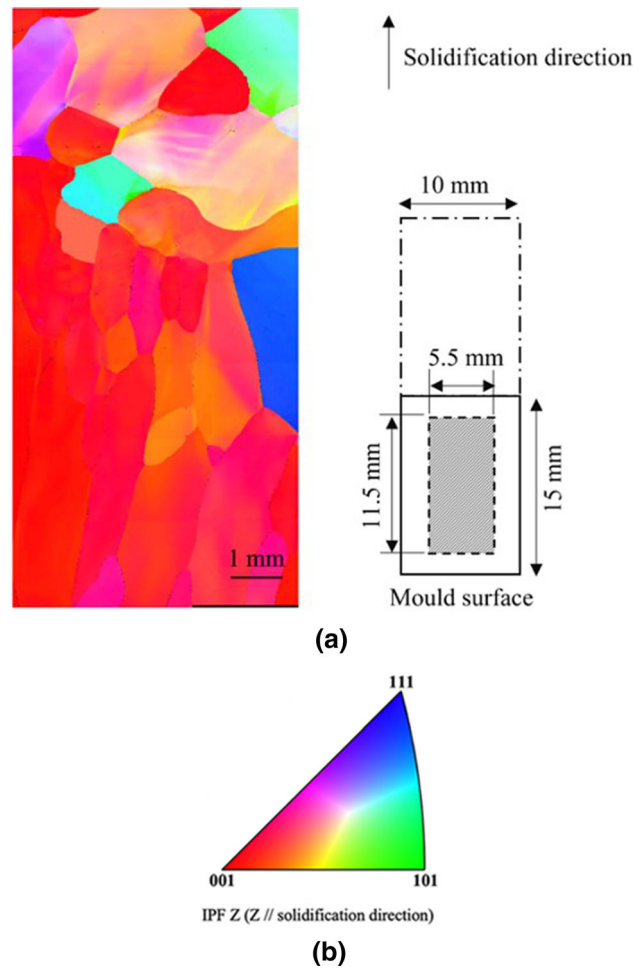 Solidification direction
10 mm
5.5 mm
11.5 mm
15 mm
1 mm
Mould surface
(a)
111
001
101
IPF Z (Z // solidification direction)
(b)